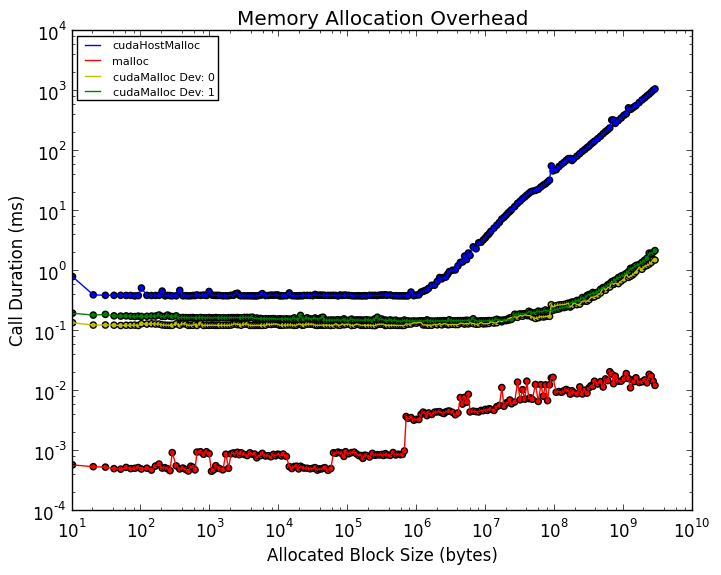 Memory Allocation Overhead
cudaHostMalloc
malloc
cudaMalloc Dev: 0
cudaMalloc Dev: 1
Call Duration (ms)
10^4
10^3
10^2
10^1
10^0
10^-1
10^-2
10^-3
10^-4
10^1 10^2 10^3 10^4 10^5 10^6 10^7 10^8 10^9 10^10
Allocated Block Size (bytes)